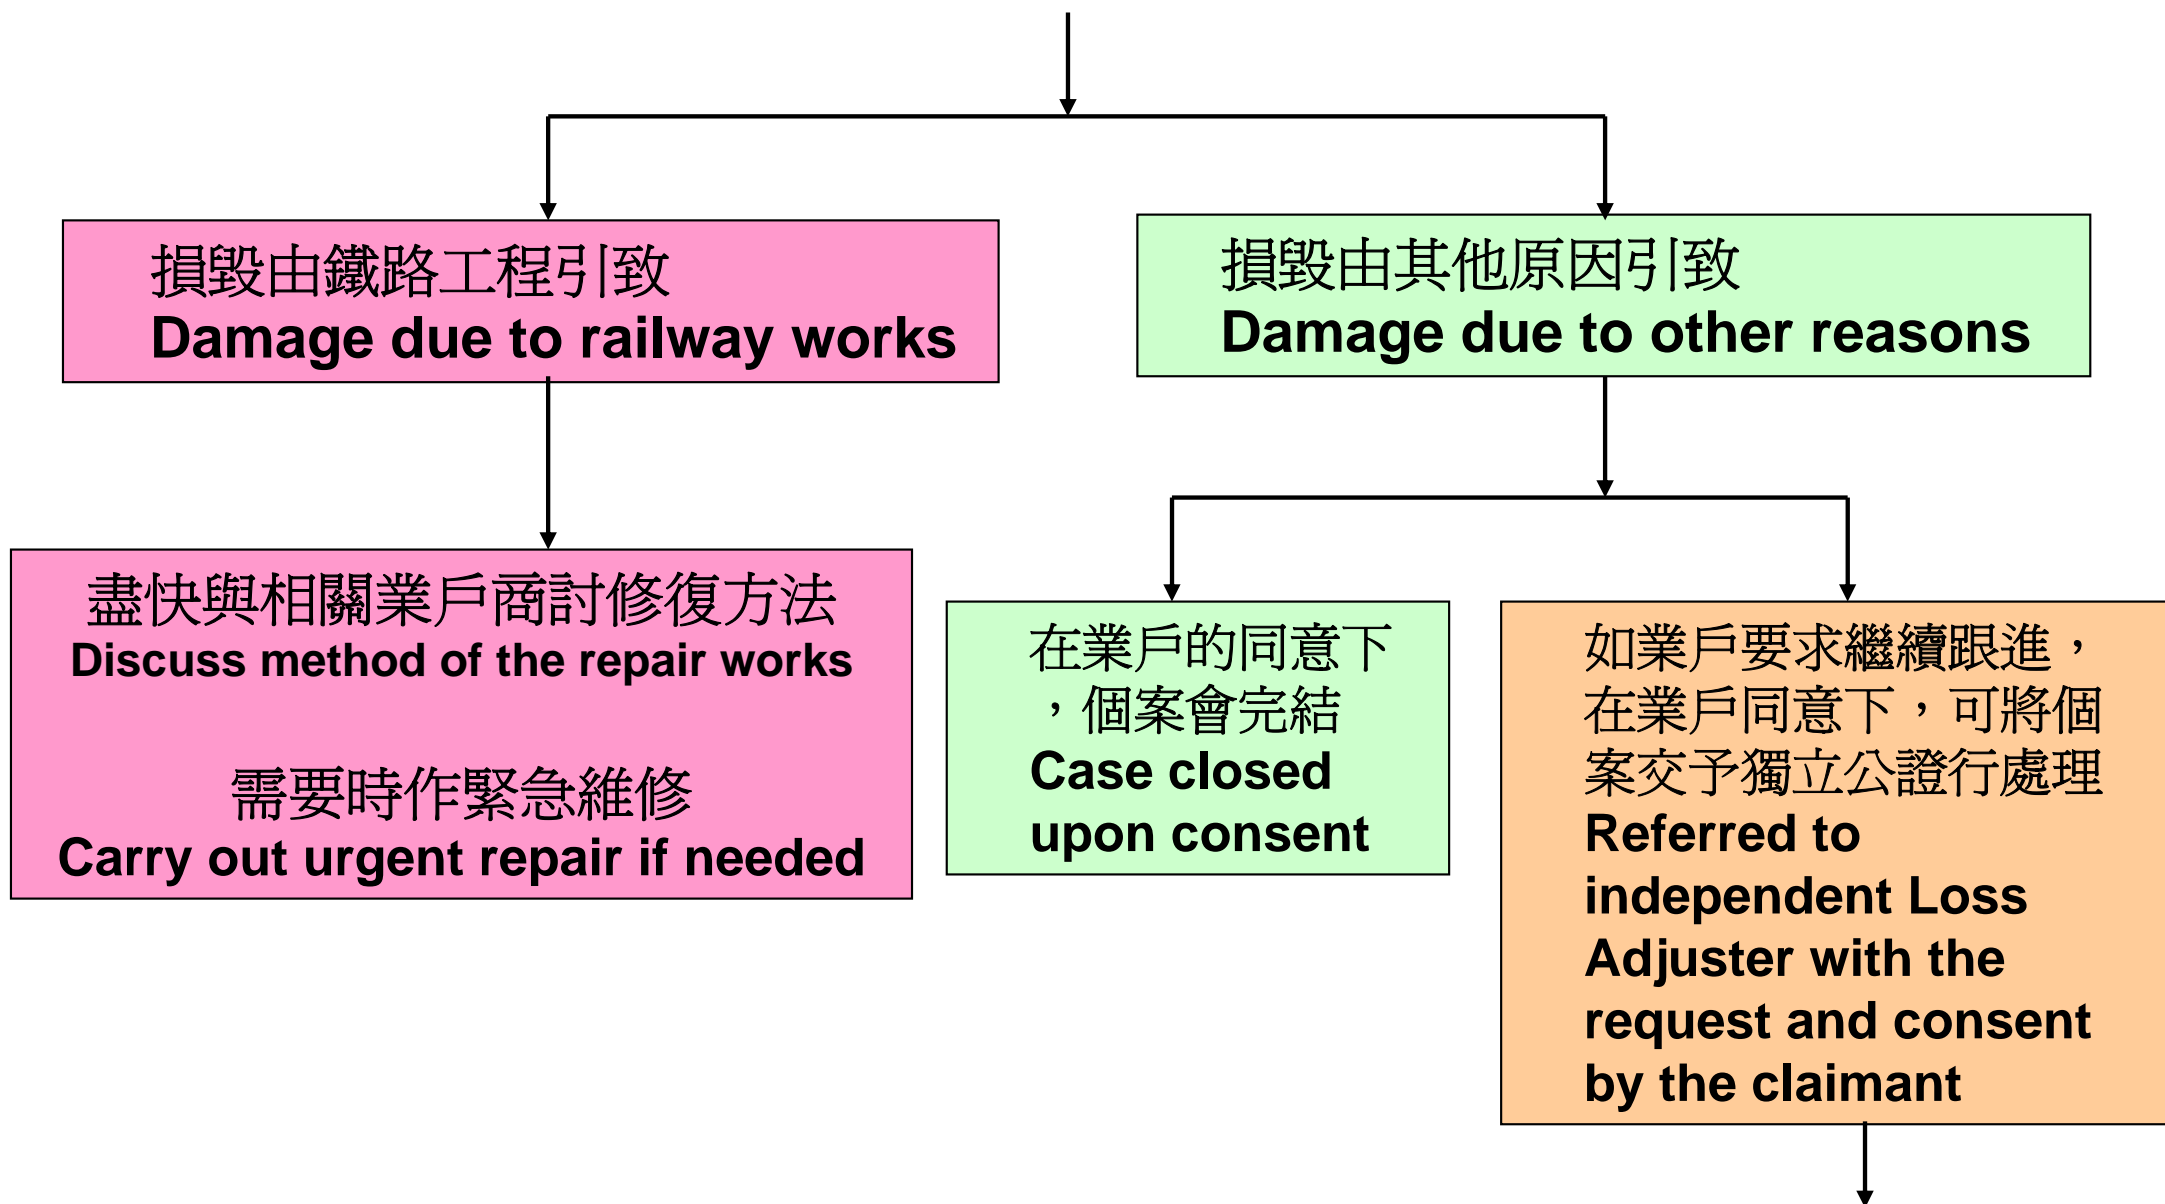 損毀由鐵路工程引致
Damage due to railway works
損毀由其他原因引致
Damage due to other reasons
盡快與相關業戶商討修復方法
Discuss method of the repair works
需要時作緊急維修
Carry out urgent repair if needed
在業戶的同意下
，個案會完結
Case closed
upon consent
如業戶要求繼續跟進，
在業戶同意下，可將個
案交予獨立公證行處理
Referred to
independent Loss
Adjuster with the
request and consent
by the claimant